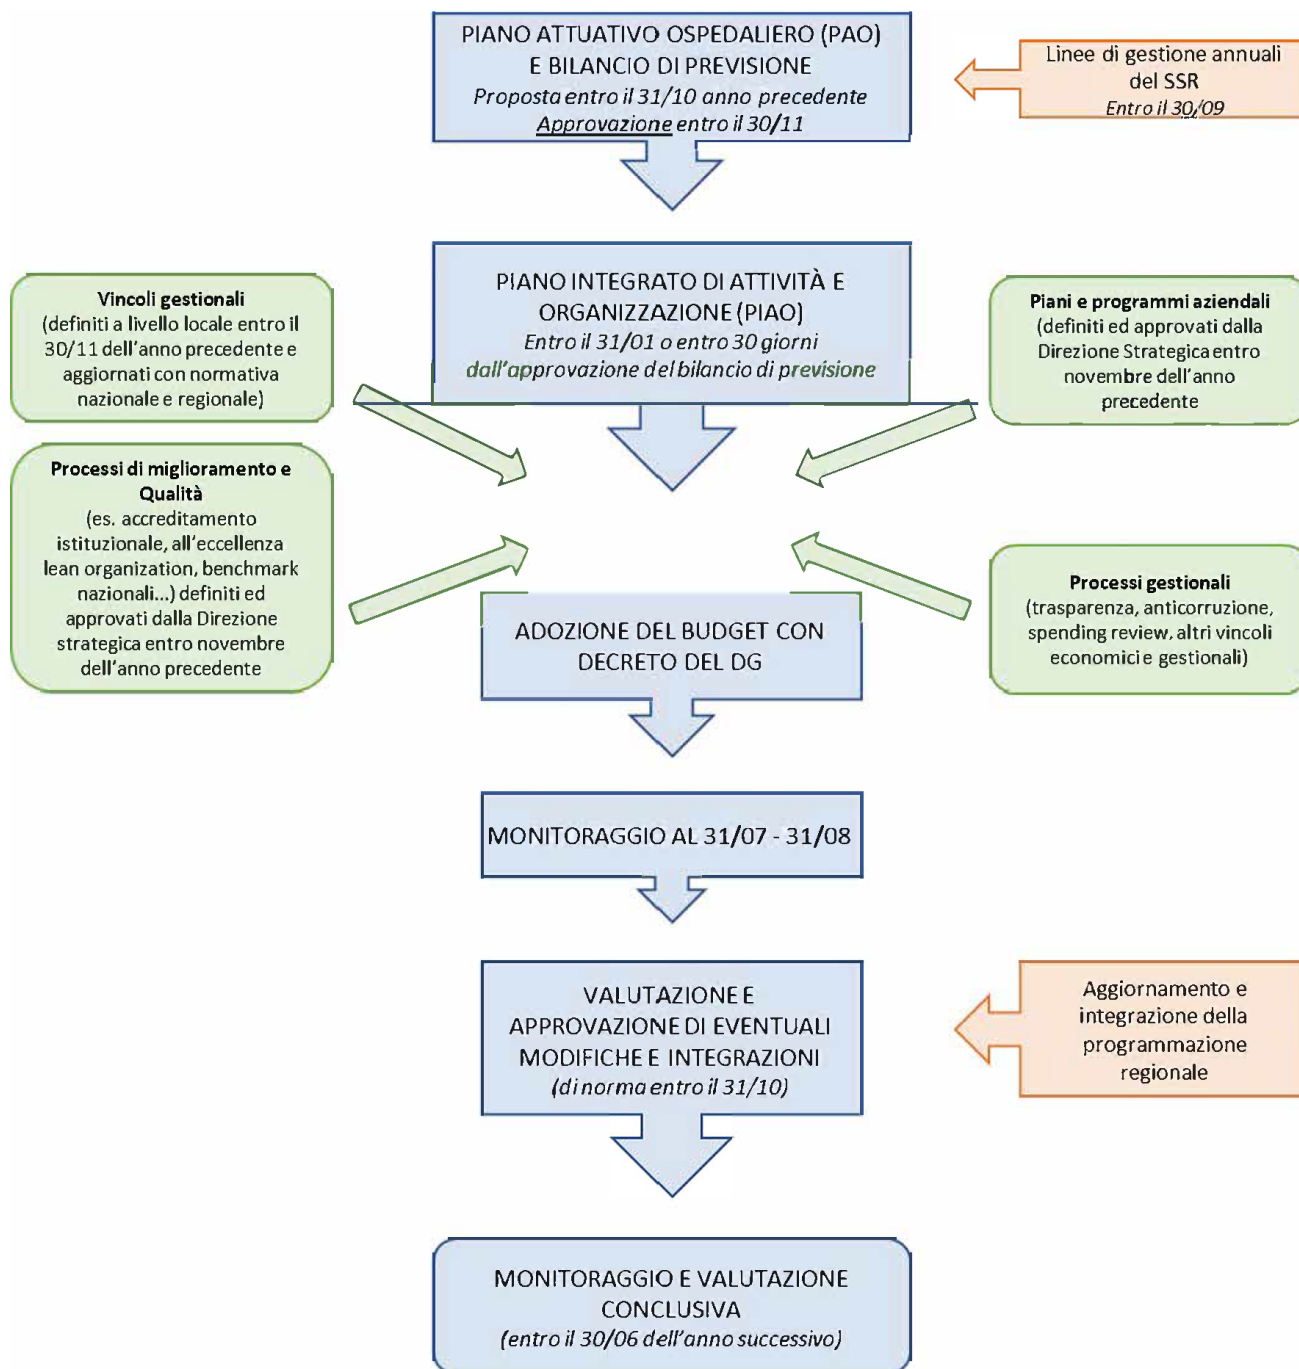 PIANO ATTUATIVO OSPEDALIERO (PAO)
E BILANCIO DI PREVISIONE
Proposta entro il 31/10 anno precedente
Approvazione entro il 30/11
Linee di gestione annuali
del SSR
Entro il 30/09
PIANO INTEGRATO DI ATTIVITÀ E
ORGANIZZAZIONE (PIAO)
Entro il 31/01 o entro 30 giorni
dall'approvazione del bilancio di previsione
Vincoli gestionali
(definiti a livello locale entro il
30/11 dell'anno precedente e
aggiornati con normativa
nazionale e regionale)
Piani e programmi aziendali
(definiti ed approvati dalla
Direzione Strategica entro
novembre dell'anno
precedente
Processi di miglioramento e
Qualità
(es. accreditamento
istituzionale, all'eccellenza
lean organization, benchmark
nazionali...) definiti ed
approvati dalla Direzione
strategica entro novembre
dell'anno precedente
Processi gestionali
(trasparenza, anticorruzione,
spending review, altri vincoli
economici e gestionali)
ADOZIONE DEL BUDGET CON
DECRETO DEL DG
MONITORAGGIO AL 31/07 - 31/08
VALUTAZIONE E
APPROVAZIONE DI EVENTUALI
MODIFICHE E INTEGRAZIONI
(di norma entro il 31/10)
Aggiornamento e
integrazione della
programmazione
regionale
MONITORAGGIO E VALUTAZIONE
CONCLUSIVA
(entro il 30/06 dell'anno successivo)